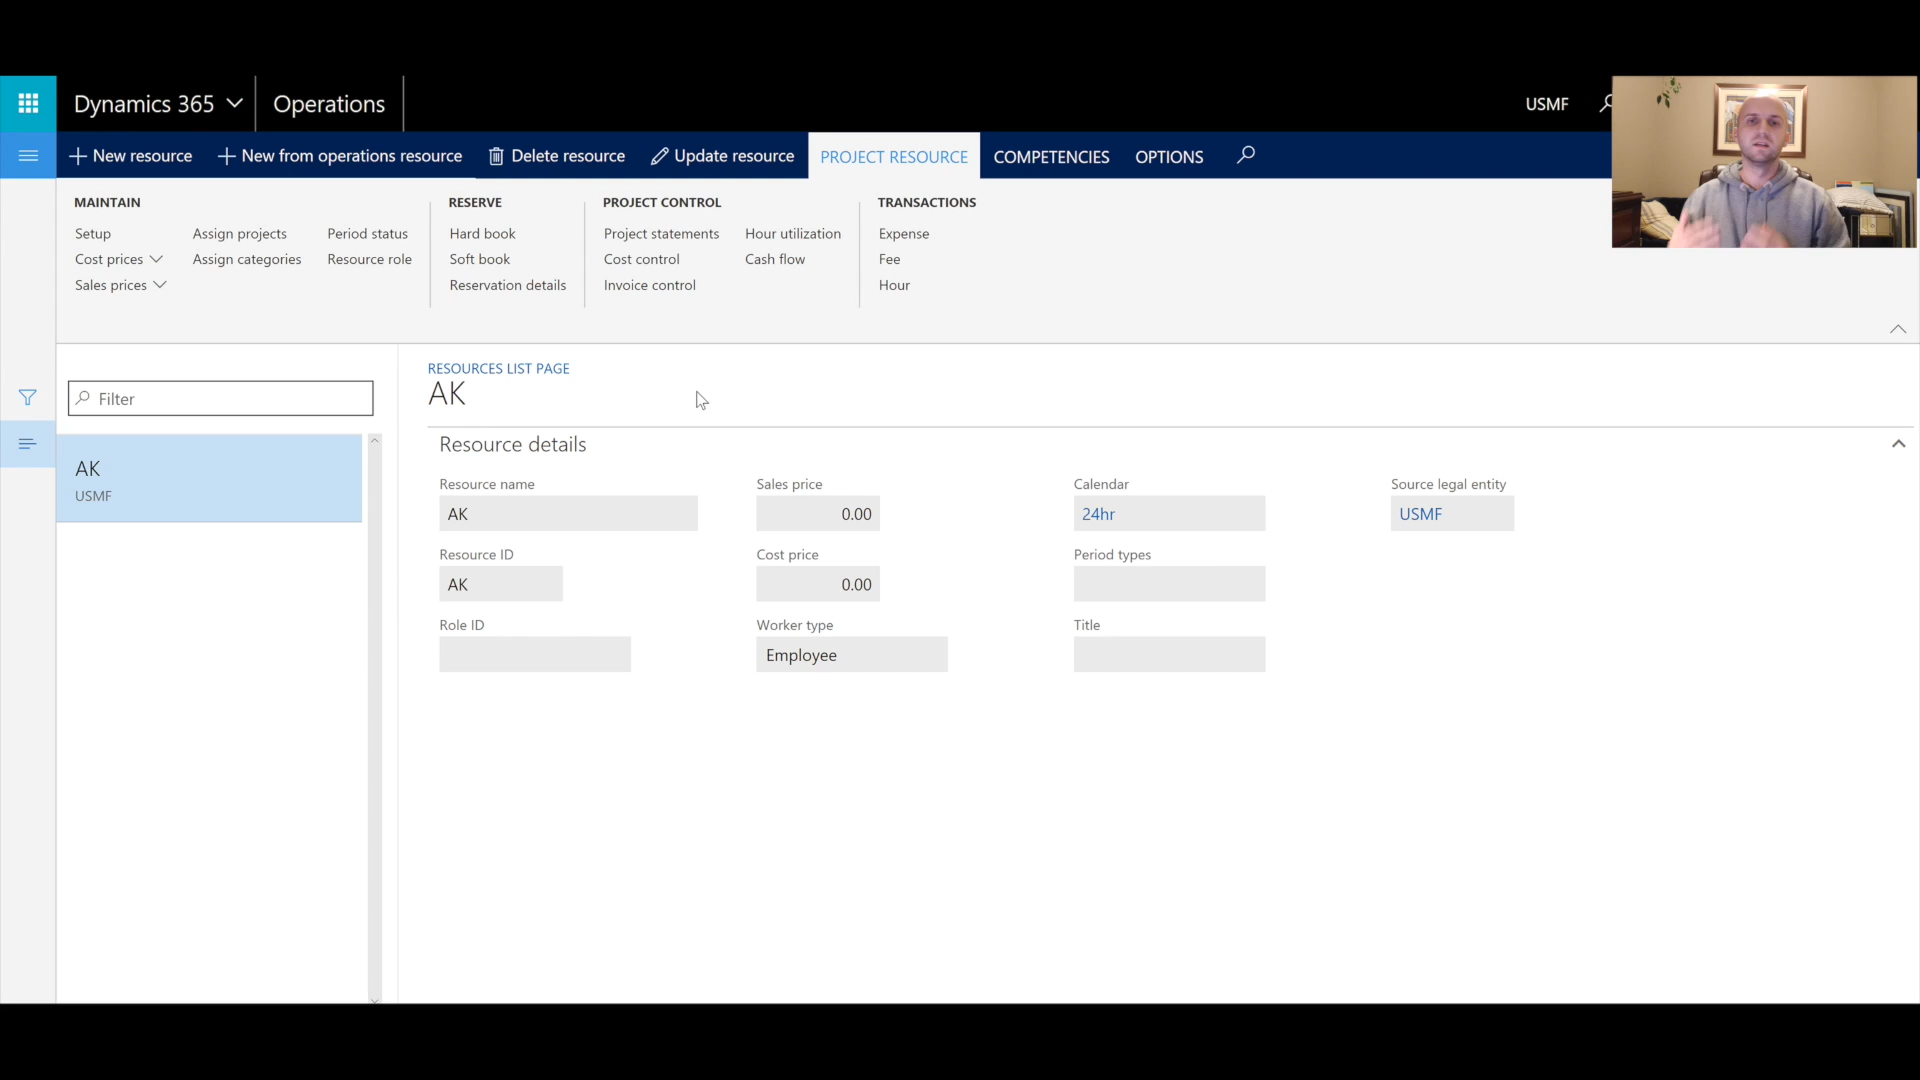 Dynamics 365
Operations
USMF
New resource
New from operations resource
Delete resource
Update resource
PROJECT RESOURCE
COMPETENCIES
OPTIONS
MAINTAIN
Setup
Cost prices
Sales prices
Assign projects
Assign categories
Period status
Resource role
RESERVE
Hard book
Soft book
Reservation details
PROJECT CONTROL
Project statements
Cost control
Invoice control
Hour utilization
Cash flow
TRANSACTIONS
Expense
Fee
Hour
Filter
AK
USMF
RESOURCES LIST PAGE
AK
Resource details
Resource name
AK
Resource ID
AK
Role ID
Sales price
0.00
Cost price
0.00
Worker type
Employee
Calendar
24hr
Period types
Title
Source legal entity
USMF